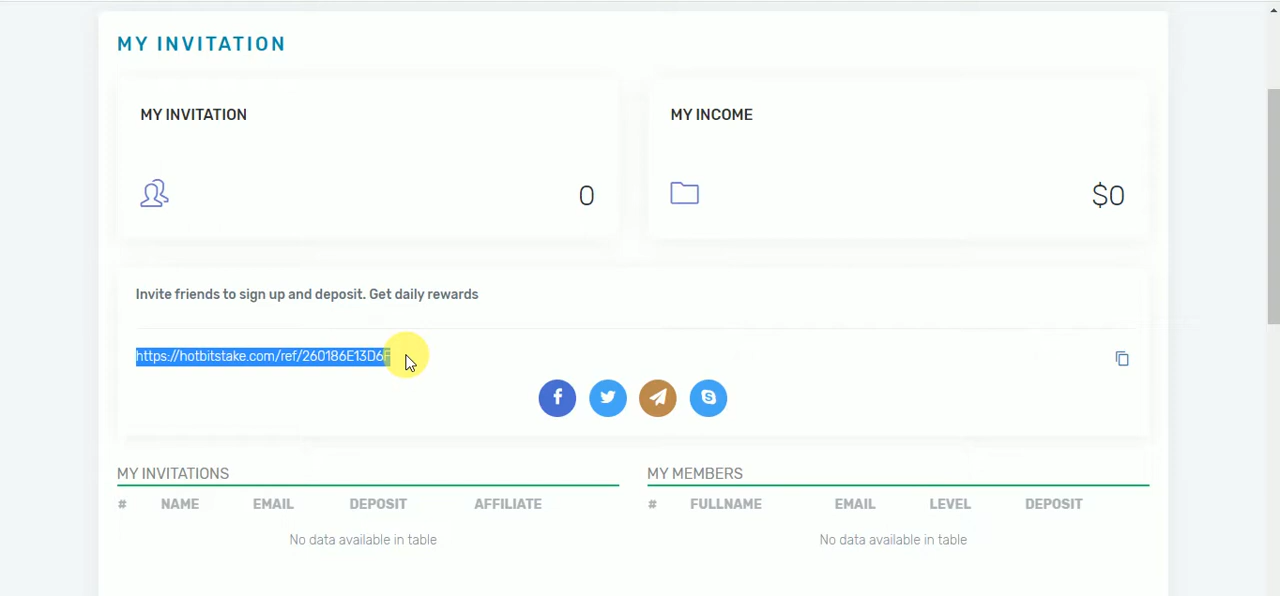 MY INVITATION
MY INVITATION
0
MY INCOME
$0
Invite friends to sign up and deposit. Get daily rewards
https://hotbitstake.com/ref/260186E13D6F
MY INVITATIONS
# NAME EMAIL DEPOSIT AFFILIATE
No data available in table
MY MEMBERS
# FULLNAME EMAIL LEVEL DEPOSIT
No data available in table